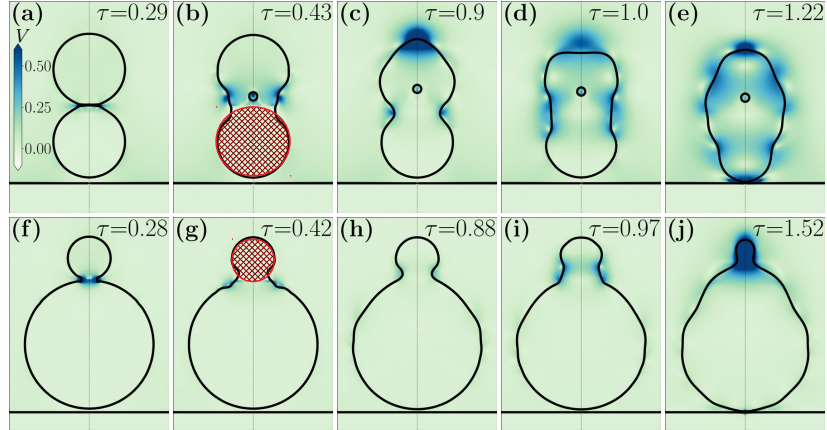 (a) τ=0.29
V
0.50
0.25
0.00
(b) τ=0.43
(c) τ=0.9
(d) τ=1.0
(e) τ=1.22
(f) τ=0.28
(g) τ=0.42
(h) τ=0.88
(i) τ=0.97
(j) τ=1.52